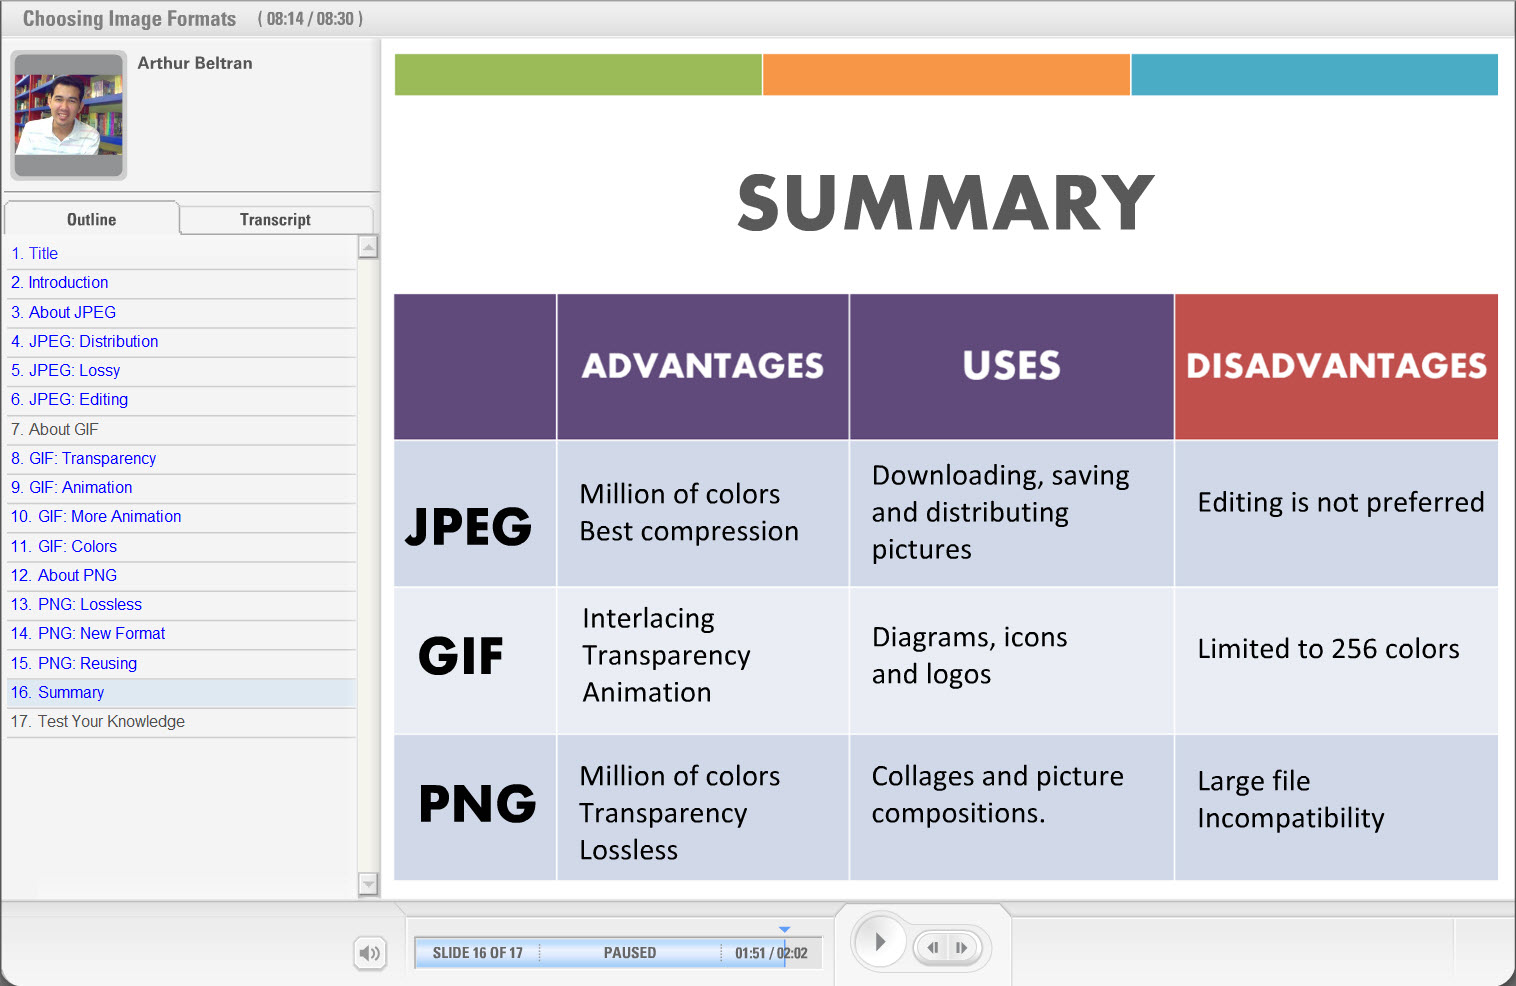 Choosing Image Formats ( 08:14 / 08:30 )
Arthur Beltran
Outline
Transcript
1. Title
2. Introduction
3. About JPEG
4. JPEG: Distribution
5. JPEG: Lossy
6. JPEG: Editing
7. About GIF
8. GIF: Transparency
9. GIF: Animation
10. GIF: More Animation
11. GIF: Colors
12. About PNG
13. PNG: Lossless
14. PNG: New Format
15. PNG: Reusing
16. Summary
17. Test Your Knowledge
SUMMARY
ADVANTAGES
USES
DISADVANTAGES
JPEG
Million of colors
Best compression
Downloading, saving
and distributing
pictures
Editing is not preferred
GIF
Interlacing
Transparency
Animation
Diagrams, icons
and logos
Limited to 256 colors
PNG
Million of colors
Transparency
Lossless
Collages and picture
compositions.
Large file
Incompatibility
SLIDE 16 OF 17
PAUSED
01:51 / 02:02